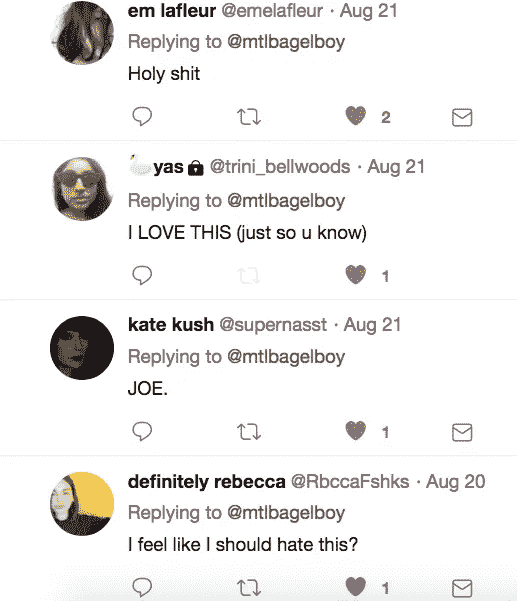 em lafleur @emelafleur · Aug 21
Replying to @mtlbagelboy
Holy shit
2
🦢yas🔒 @trini_bellwoods · Aug 21
Replying to @mtlbagelboy
I LOVE THIS (just so u know)
1
kate kush @supernasst · Aug 21
Replying to @mtlbagelboy
JOE.
1
definitely rebecca @RbccaFshks · Aug 20
Replying to @mtlbagelboy
I feel like I should hate this?
1